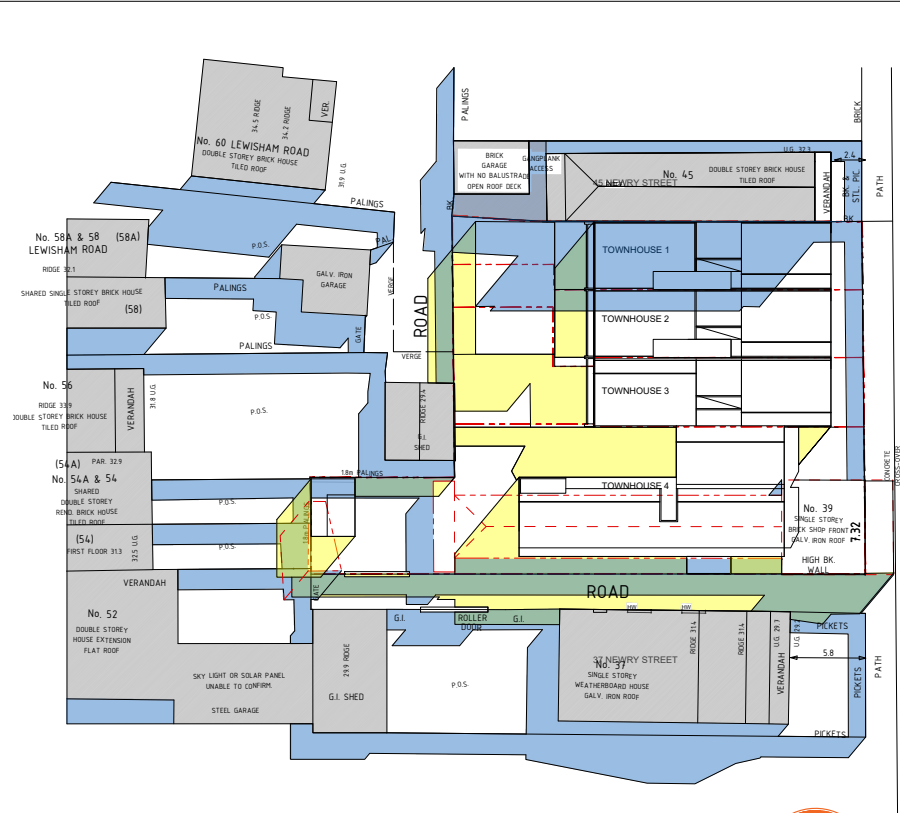 PALINGS
BRICK
34.5 RIDGE
34.2 RIDGE
VER.
No. 60 LEWISHAM ROAD
DOUBLE STOREY BRICK HOUSE
TILED ROOF
31.9 U.G.
PALINGS
BRICK
GARAGE
WITH NO BALUSTRADE
OPEN ROOF DECK
GANGPLANK
ACCESS
U.G. 32.3
2.4
No. 45
45 NEWRY STREET
DOUBLE STOREY BRICK HOUSE
TILED ROOF
VERANDAH
BK. &
STL. PIC.
PATH
BK.
BK
No. 58A & 58 (58A)
LEWISHAM ROAD
RIDGE 32.1
SHARED SINGLE STOREY BRICK HOUSE
TILED ROOF
(58)
P.O.S.
PAL
GALV. IRON
GARAGE
VERGE
PALINGS
P.O.S.
GATE
PALINGS
VERGE
ROAD
TOWNHOUSE 1
TOWNHOUSE 2
TOWNHOUSE 3
No. 56
RIDGE 33.9
DOUBLE STOREY BRICK HOUSE
TILED ROOF
VERANDAH
31.8 U.G.
P.O.S.
RIDGE 29.4
G.I.
SHED
(54A) PAR. 32.9
No. 54A & 54
SHARED
DOUBLE STOREY
REND. BRICK HOUSE
TILED ROOF
(54)
FIRST FLOOR 31.3
32.5 U.G.
P.O.S.
P.O.S.
1.8m PALINGS
1.8m PALINGS
TOWNHOUSE 4
CONCRETE
CROSS-OVER
No. 39
SINGLE STOREY
BRICK SHOP FRONT
GALV. IRON ROOF
7.32
HIGH BK.
WALL
VERANDAH
GATE
ROAD
No. 52
DOUBLE STOREY
HOUSE EXTENSION
FLAT ROOF
G.I.
ROLLER
DOOR
G.I.
HW
HW
SKY LIGHT OR SOLAR PANEL
UNABLE TO CONFIRM.
STEEL GARAGE
29.9 RIDGE
G.I. SHED
P.O.S.
37 NEWRY STREET
No. 37
SINGLE STOREY
WEATHERBOARD HOUSE
GALV. IRON ROOF
RIDGE 31.4
RIDGE 31.4
U.G. 29.7
VERANDAH
PICKETS
5.8
PICKETS
PATH
PICKETS